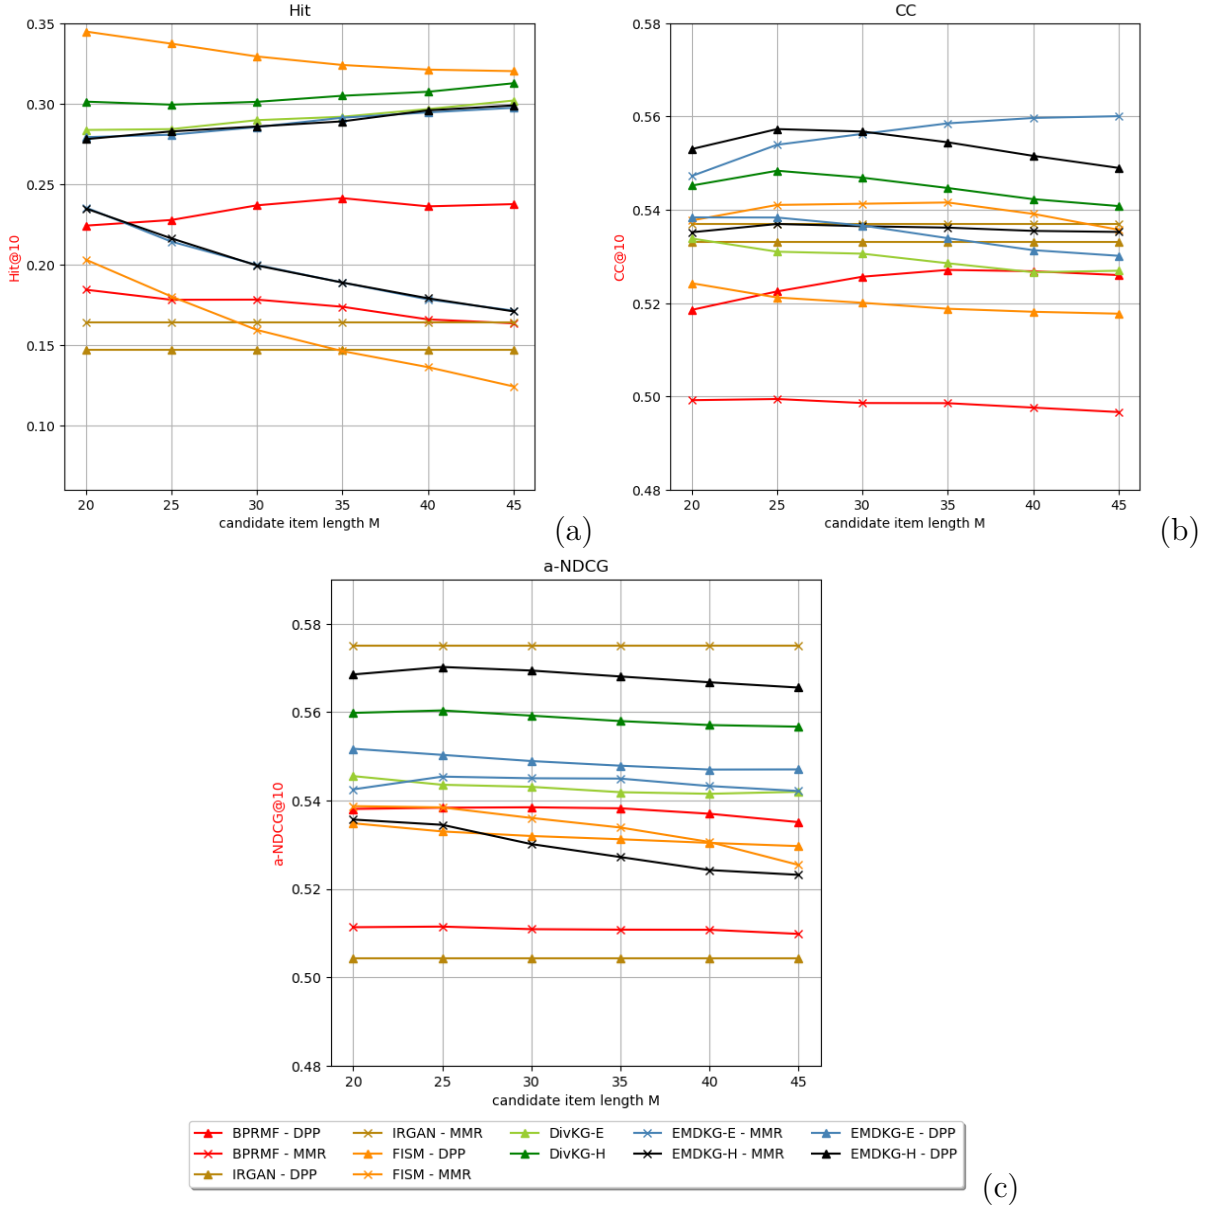 Hit
0.35
0.30
0.25
0.20
0.15
0.10
Hit@10
20 25 30 35 40 45
candidate item length M
(a)
CC
0.58
0.56
0.54
0.52
0.50
0.48
CC@10
20 25 30 35 40 45
candidate item length M
(b)
a-NDCG
0.58
0.56
0.54
0.52
0.50
0.48
a-NDCG@10
20 25 30 35 40 45
candidate item length M
BPRMF - DPP IRGAN - MMR DivKG-E EMDKG-E - MMR EMDKG-E - DPP
BPRMF - MMR FISM - DPP DivKG-H EMDKG-H - MMR EMDKG-H - DPP
IRGAN - DPP FISM - MMR
(c)